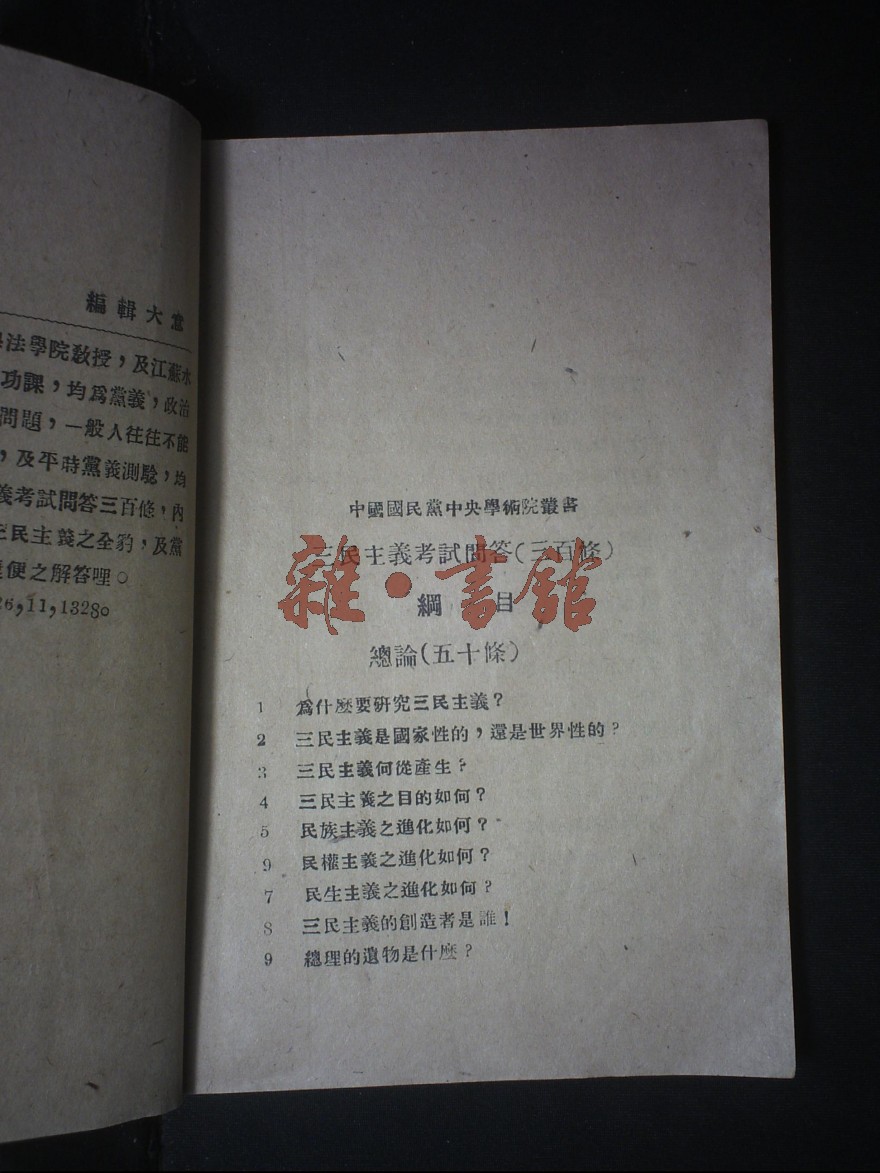 編輯大意
法學院敎授，及江蘇水
功課，均爲黨義，政治
問題，一般人往往不能
，及平時黨義測驗，均
義考試問答三百條，內
三民主義之全豹，及黨
便之解答哩。
26,11,1328。
中國國民黨中央學術院叢書
三民主義考試問答(三百條)
綱目
總論(五十條)
1 爲什麼要硏究三民主義？
2 三民主義是國家性的，還是世界性的？
3 三民主義何從產生？
4 三民主義之目的如何？
5 民族主義之進化如何？
9 民權主義之進化如何？
7 民生主義之進化如何？
8 三民主義的創造者是誰！
9 總理的遺物是什麼？
雜·書館